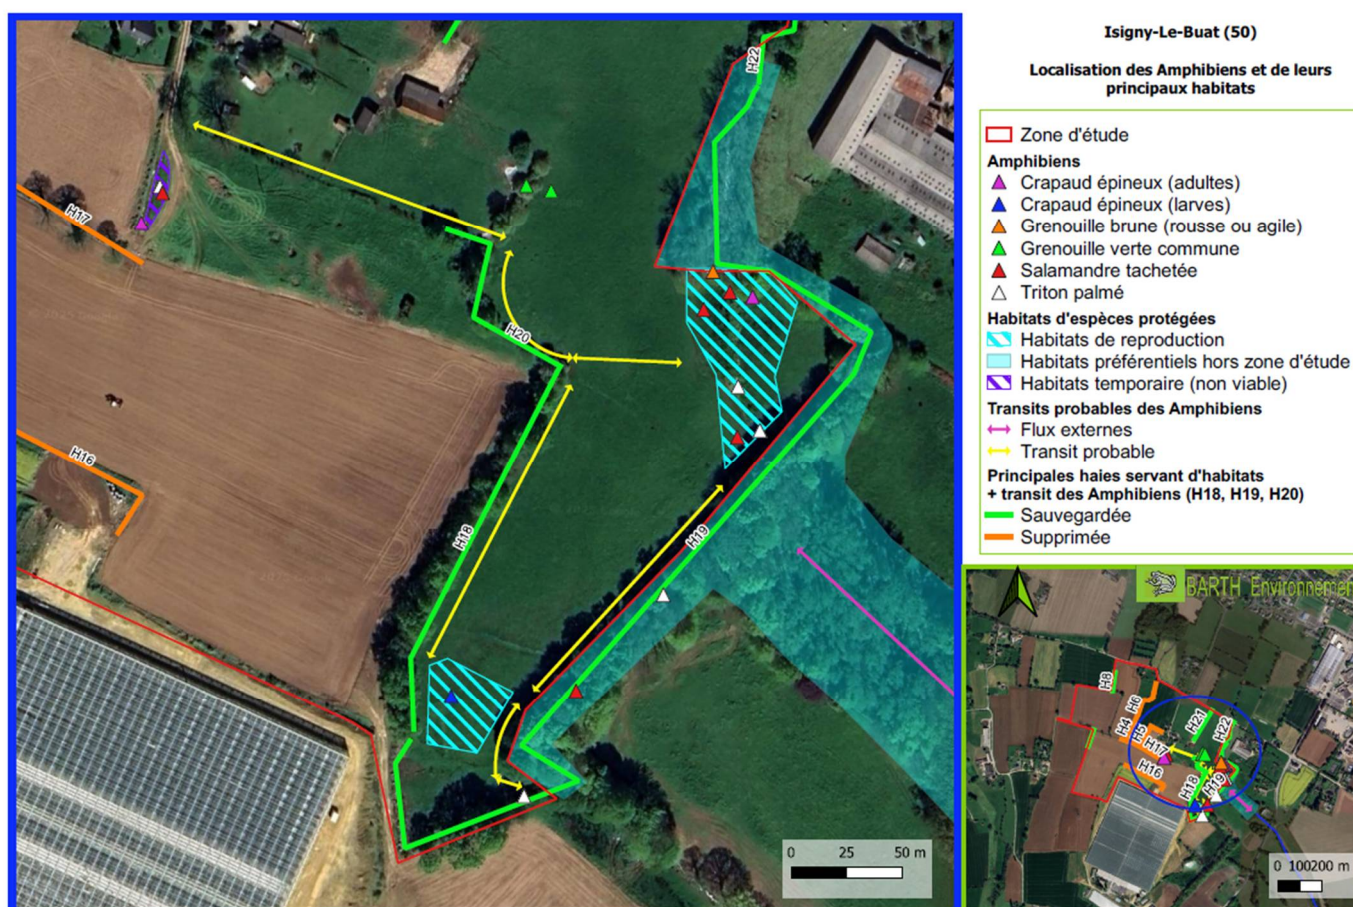 Isigny-Le-Buat (50)
Localisation des Amphibiens et de leurs
principaux habitats
Zone d'étude
Amphibiens
Crapaud épineux (adultes)
Crapaud épineux (larves)
Grenouille brune (rousse ou agile)
Grenouille verte commune
Salamandre tachetée
Triton palmé
Habitats d'espèces protégées
Habitats de reproduction
Habitats préférentiels hors zone d'étude
Habitats temporaire (non viable)
Transits probables des Amphibiens
Flux externes
Transit probable
Principales haies servant d'habitats
+ transit des Amphibiens (H18, H19, H20)
Sauvegardée
Supprimée
H22
H17
H20
H16
H18
H19
0 25 50 m
BARTH Environnement
H8
H6
H4
H5
H21
H22
H17
H16
H18
H19
0 100200 m